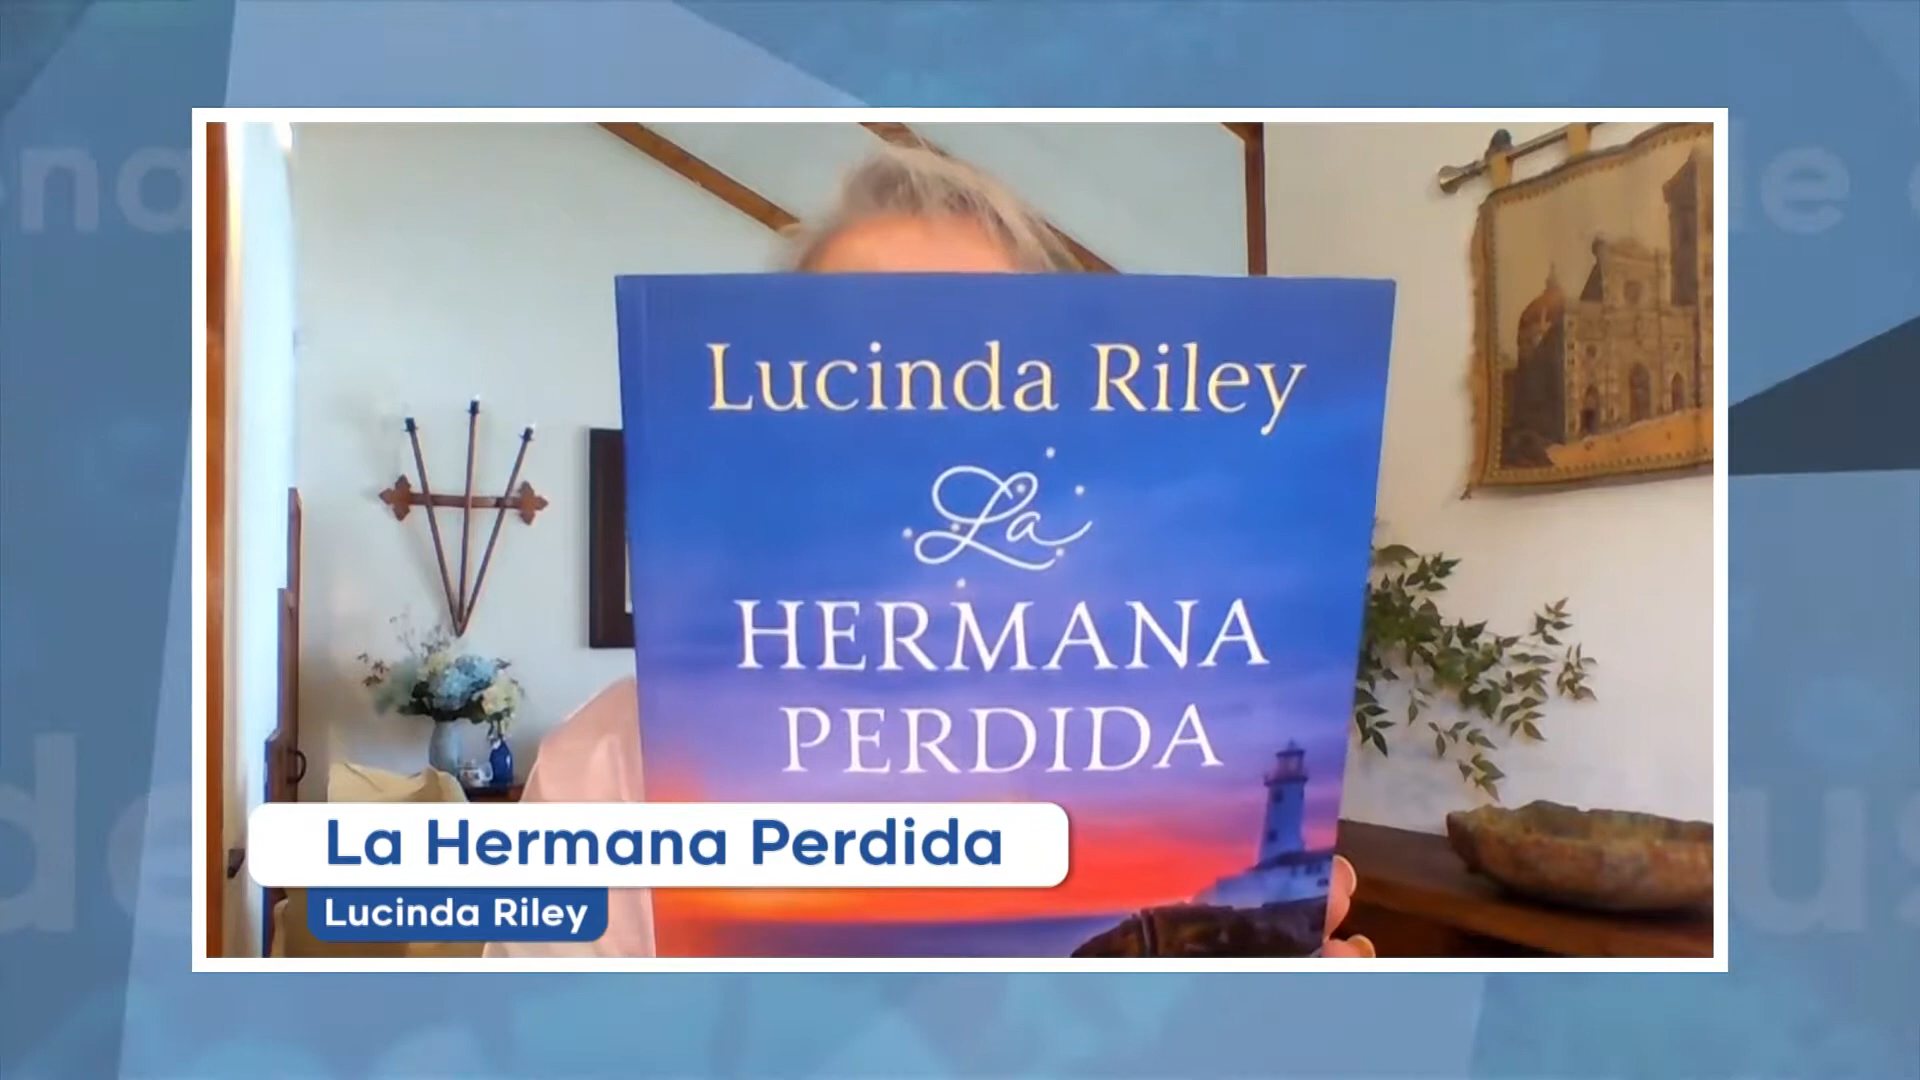 Lucinda Riley
La
HERMANA
PERDIDA
La Hermana Perdida
Lucinda Riley